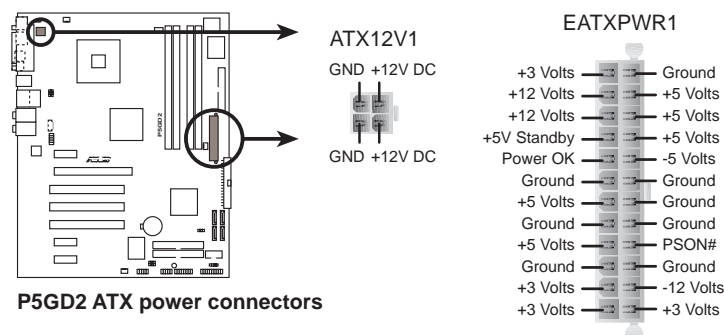 EATXPWR1
ATX12V1
GND +12V DC
GND +12V DC
+3 Volts Ground
+12 Volts +5 Volts
+12 Volts +5 Volts
+5V Standby +5 Volts
Power OK -5 Volts
Ground Ground
+5 Volts Ground
Ground Ground
+5 Volts PSON#
Ground Ground
+3 Volts -12 Volts
+3 Volts +3 Volts
P5GD2
ASUS
P5GD2 ATX power connectors